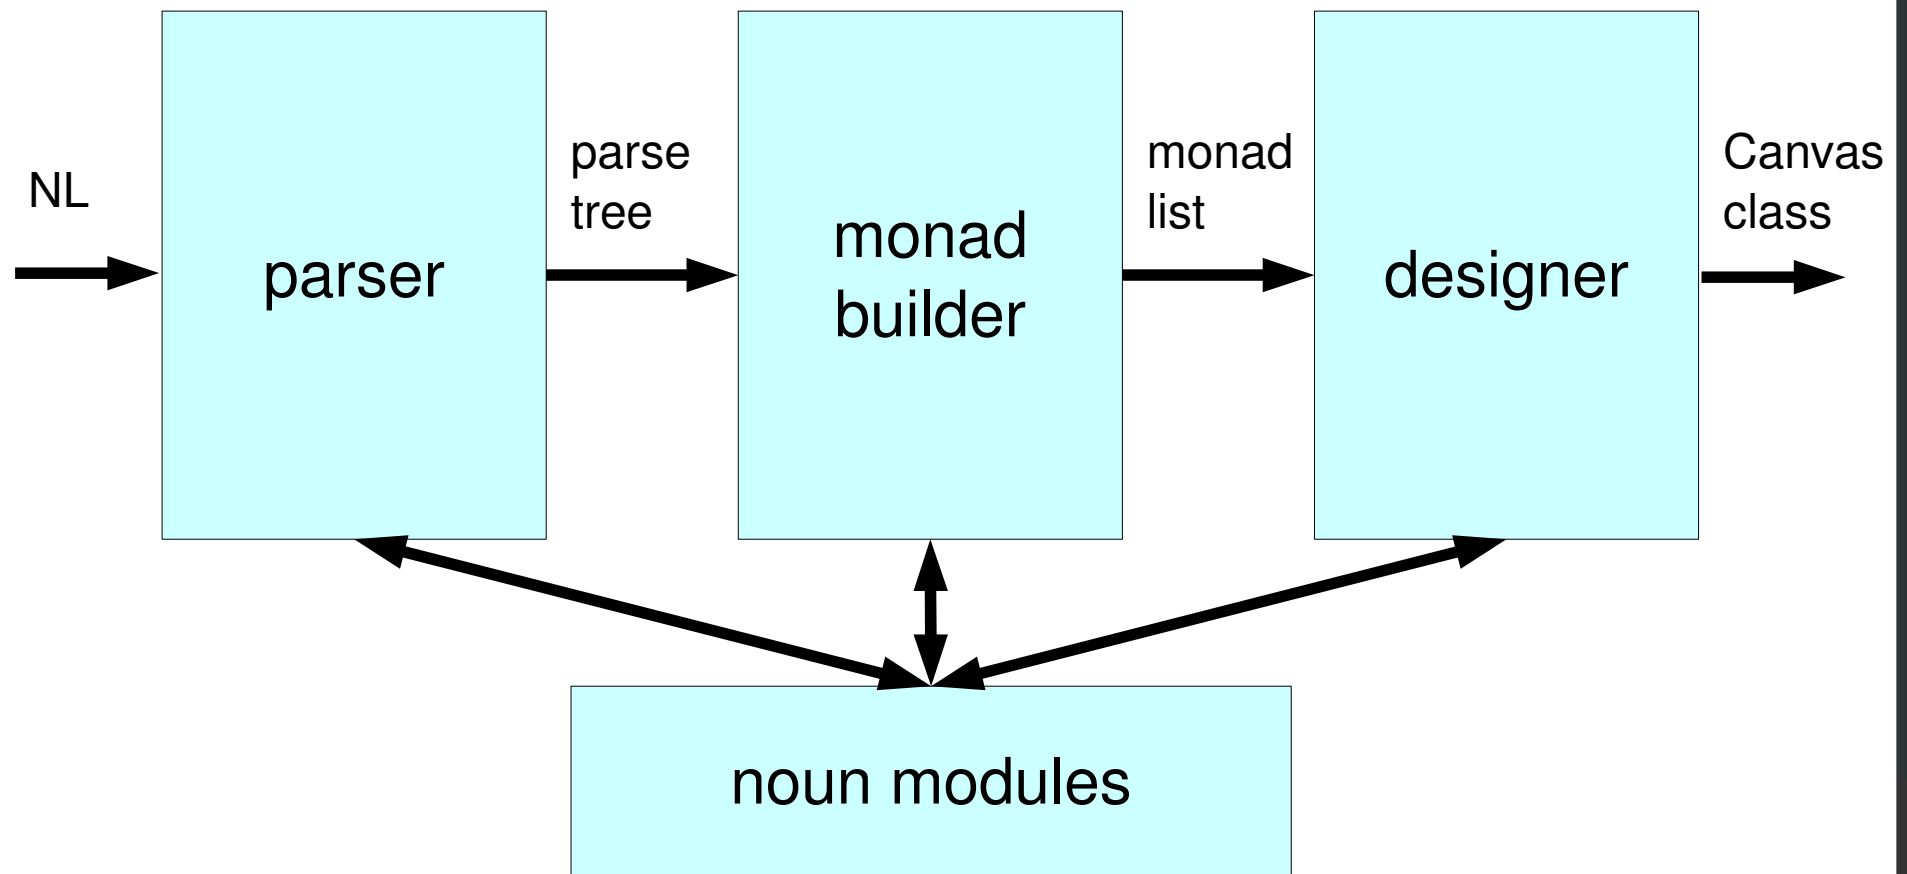 NL
parser
parse
tree
monad
builder
monad
list
designer
Canvas
class
noun modules